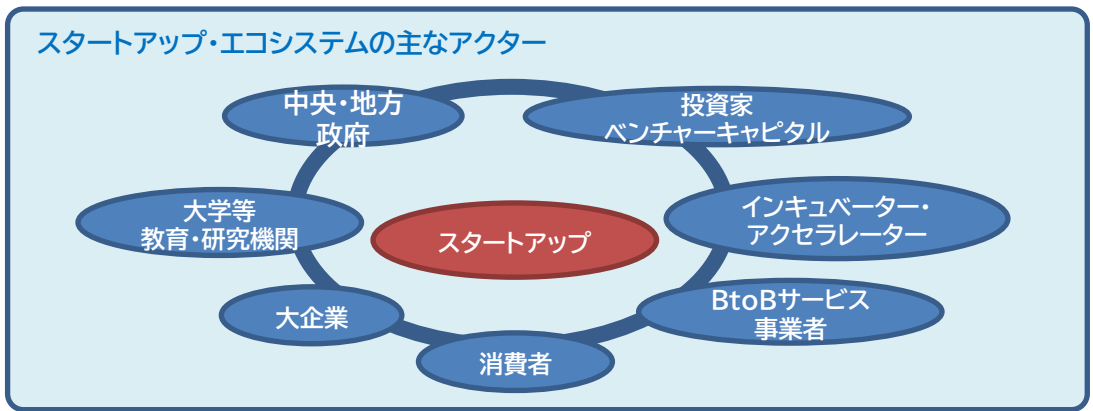 スタートアップ・エコシステムの主なアクター
中央・地方
政府
投資家
ベンチャーキャピタル
大学等
教育・研究機関
スタートアップ
インキュベーター・
アクセラレーター
大企業
BtoBサービス
事業者
消費者